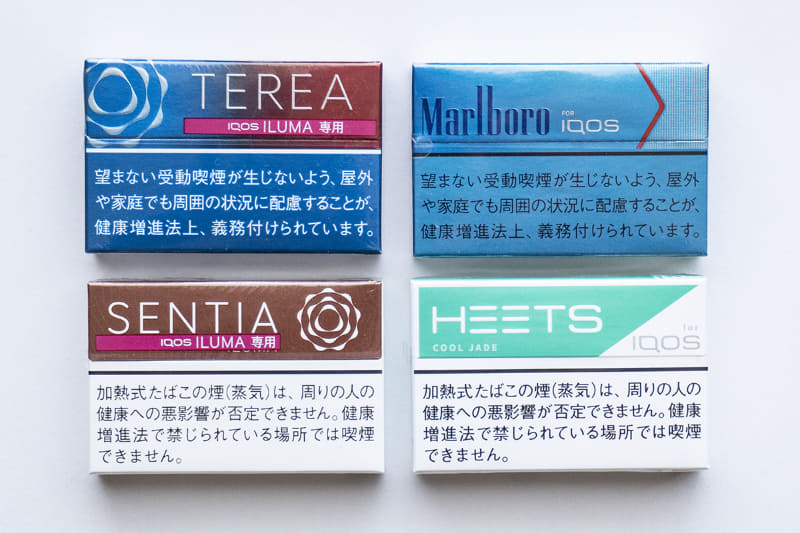 TEREA
IQOS ILUMA 専用
望まない受動喫煙が生じないよう、屋外
や家庭でも周囲の状況に配慮することが、
健康増進法上、義務付けられています。
Marlboro
FOR
IQOS
望まない受動喫煙が生じないよう、屋外
や家庭でも周囲の状況に配慮することが、
健康増進法上、義務付けられています。
SENTIA
IQOS ILUMA 専用
加熱式たばこの煙(蒸気)は、周りの人の
健康への悪影響が否定できません。健康
増進法で禁じられている場所では喫煙
できません。
HEETS
COOL JADE
for
IQOS
加熱式たばこの煙(蒸気)は、周りの人の
健康への悪影響が否定できません。健康
増進法で禁じられている場所では喫煙
できません。